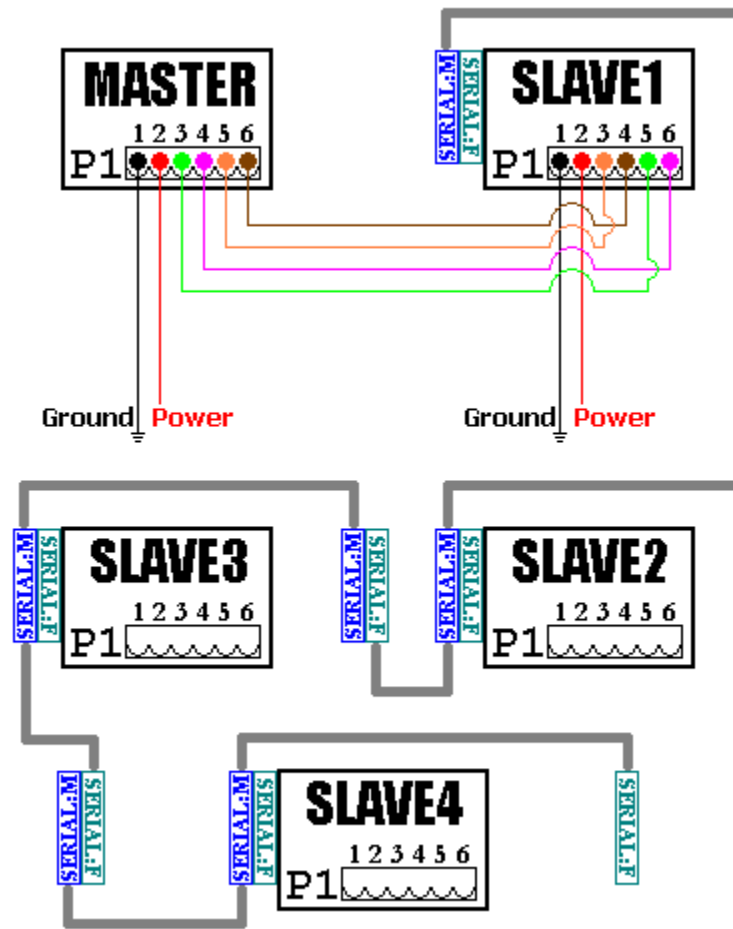 MASTER
1 2 3 4 5 6
P1
SERIAL:M
SERIAL:F
SLAVE1
1 2 3 4 5 6
P1
Ground Power
Ground Power
SERIAL:M
SERIAL:F
SLAVE3
1 2 3 4 5 6
P1
SERIAL:M
SERIAL:F
SERIAL:M
SERIAL:F
SLAVE2
1 2 3 4 5 6
P1
SERIAL:M
SERIAL:F
SERIAL:M
SERIAL:F
SLAVE4
1 2 3 4 5 6
P1
SERIAL:F